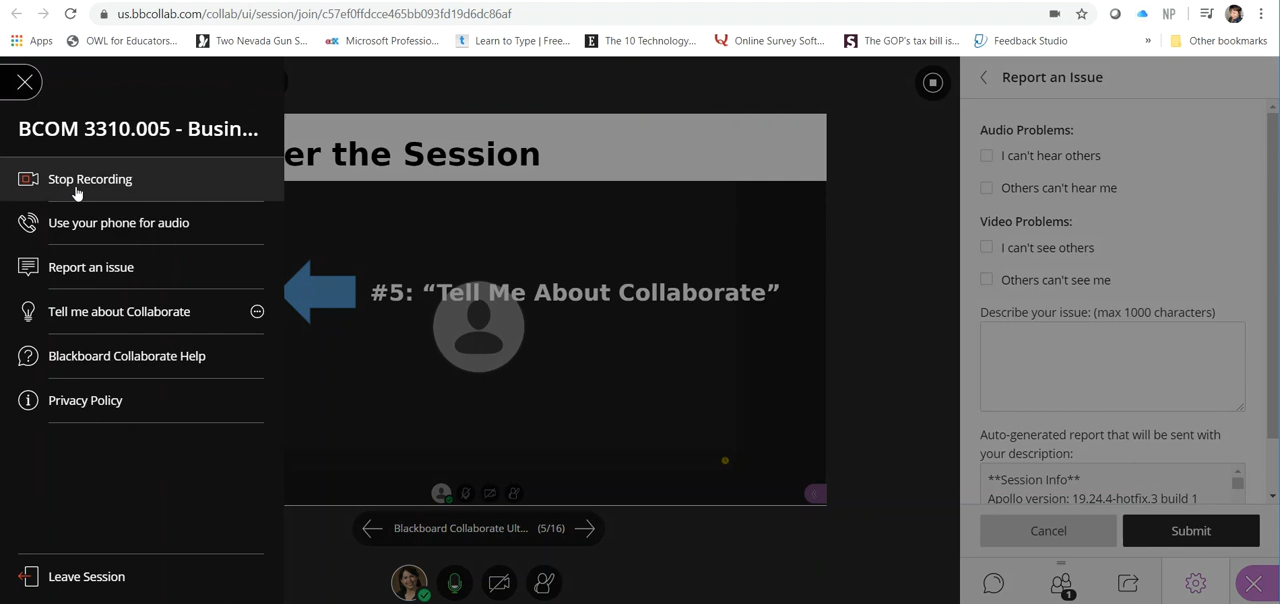 us.bbcollab.com/collab/ui/session/join/c57ef0ffdcce465bb093fd19d6dc86af
NP
Apps
OWL for Educators...
Two Nevada Gun S...
Microsoft Professio...
Learn to Type | Free...
The 10 Technology...
Online Survey Soft...
The GOP's tax bill is...
Feedback Studio
»
Other bookmarks
BCOM 3310.005 - Busin...
Stop Recording
Use your phone for audio
Report an issue
Tell me about Collaborate
Blackboard Collaborate Help
Privacy Policy
Leave Session
er the Session
#5: “Tell Me About Collaborate”
Blackboard Collaborate Ult... (5/16)
Report an Issue
Audio Problems:
I can't hear others
Others can't hear me
Video Problems:
I can't see others
Others can't see me
Describe your issue: (max 1000 characters)
Auto-generated report that will be sent with
your description:
**Session Info**
Apollo version: 19.24.4-hotfix.3 build 1
Cancel
Submit
1